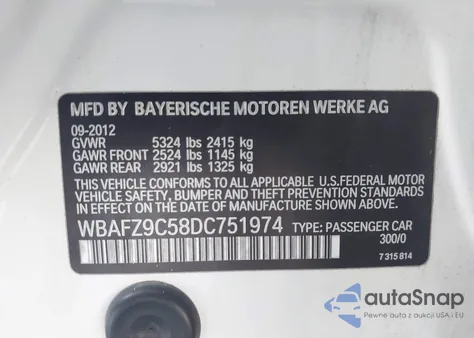 MFD BY BAYERISCHE MOTOREN WERKE AG
09-2012
GVWR 5324 lbs 2415 kg
GAWR FRONT 2524 lbs 1145 kg
GAWR REAR 2921 lbs 1325 kg
THIS VEHICLE CONFORMS TO ALL APPLICABLE U.S.FEDERAL MOTOR
VEHICLE SAFETY, BUMPER, AND THEFT PREVENTION STANDARDS
IN EFFECT ON THE DATE OF MANUFACTURE SHOWN ABOVE.
WBAFZ9C58DC751974 TYPE: PASSENGER CAR
300/0
7 315 814
autoSnap
Zdjęcia z aukcji USA i EU